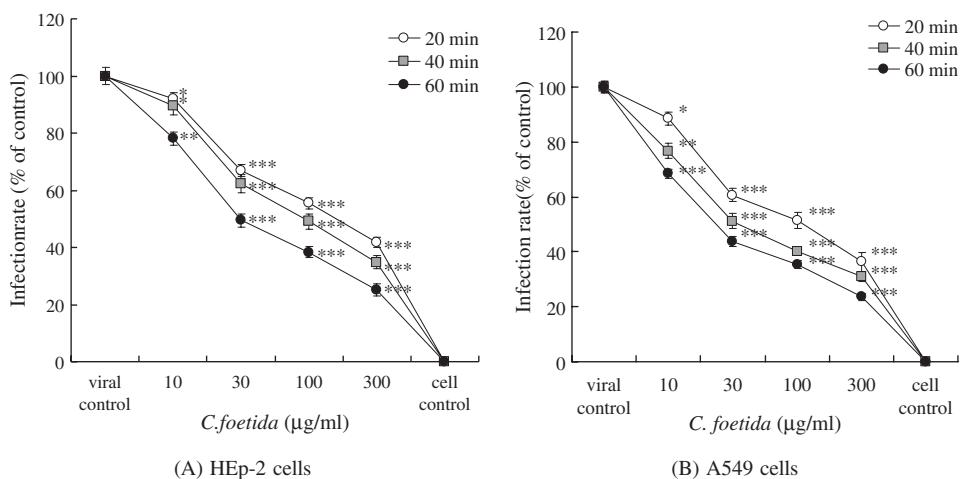 120
100
80
60
40
20
0
Infectionrate (% of control)
20 min
40 min
60 min
*
*
**
***
***
***
***
***
***
***
***
***
viral control
10
30
100
300
cell control
C.foetida (µg/ml)
(A) HEp-2 cells
120
100
80
60
40
20
0
Infection rate(% of control)
20 min
40 min
60 min
*
**
***
***
***
***
***
***
***
***
***
***
viral control
10
30
100
300
cell control
C. foetida (µg/ml)
(B) A549 cells